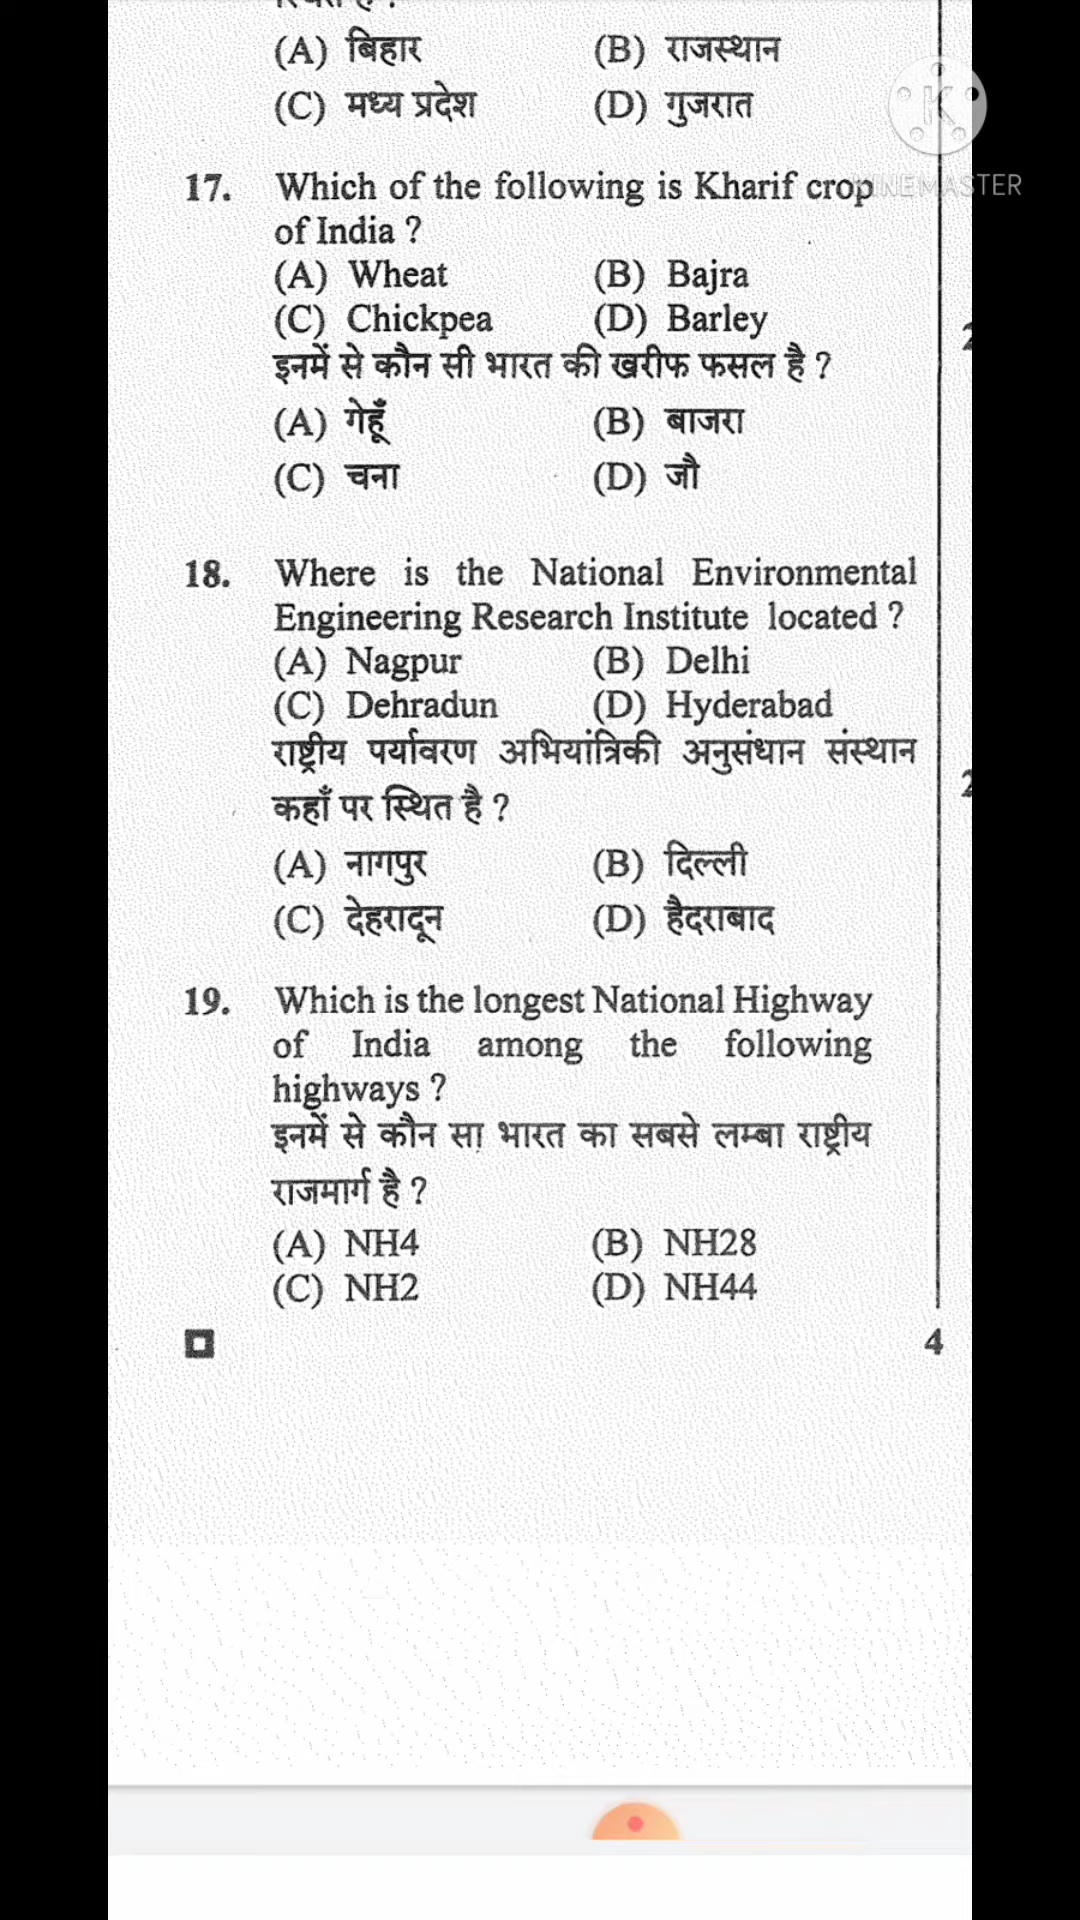 (A) बिहार (B) राजस्थान
(C) मध्य प्रदेश (D) गुजरात
K
KINEMASTER
17. Which of the following is Kharif crop
of India ?
(A) Wheat (B) Bajra
(C) Chickpea (D) Barley
इनमें से कौन सी भारत की खरीफ फसल है ?
(A) गेहूँ (B) बाजरा
(C) चना (D) जौ
18. Where is the National Environmental
Engineering Research Institute located ?
(A) Nagpur (B) Delhi
(C) Dehradun (D) Hyderabad
राष्ट्रीय पर्यावरण अभियांत्रिकी अनुसंधान संस्थान
कहाँ पर स्थित है ?
(A) नागपुर (B) दिल्ली
(C) देहरादून (D) हैदराबाद
19. Which is the longest National Highway
of India among the following
highways ?
इनमें से कौन सा भारत का सबसे लम्बा राष्ट्रीय
राजमार्ग है ?
(A) NH4 (B) NH28
(C) NH2 (D) NH44
4